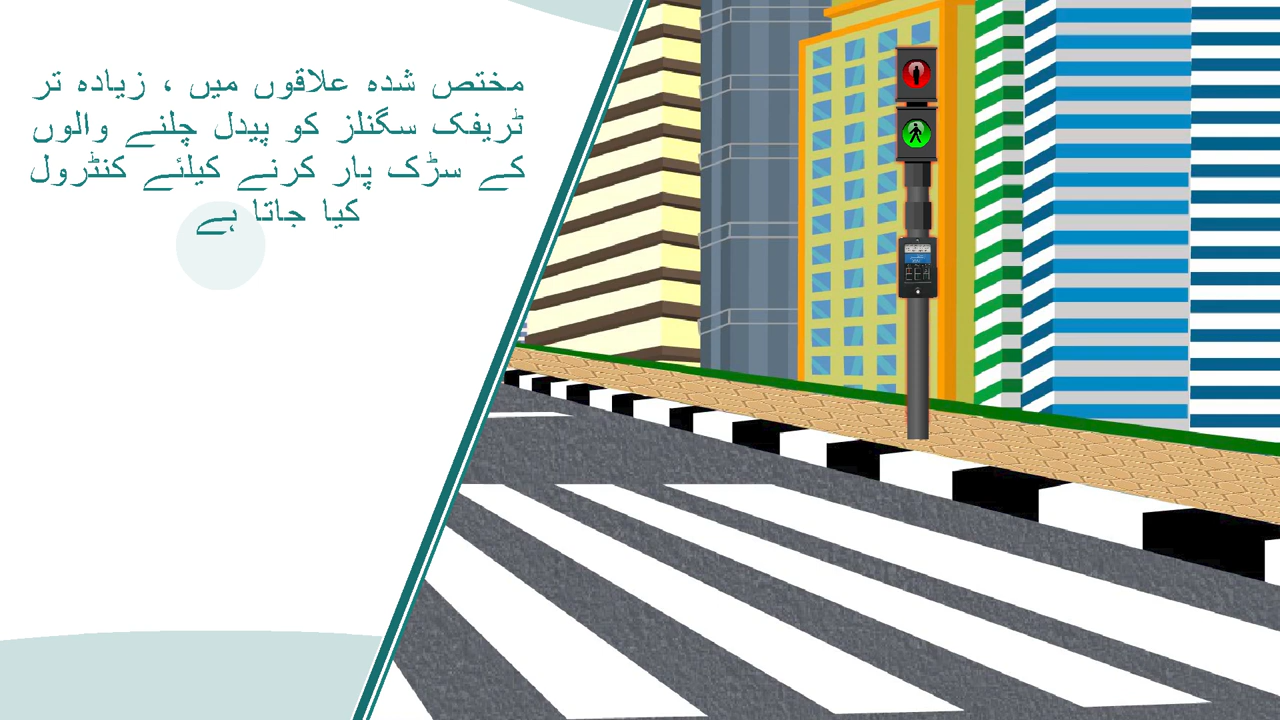 مختص شدہ علاقوں میں ، زیادہ تر
ٹریفک سگنلز کو پیدل چلنے والوں
کے سڑک پار کرنے کیلئے کنٹرول
کیا جاتا ہے